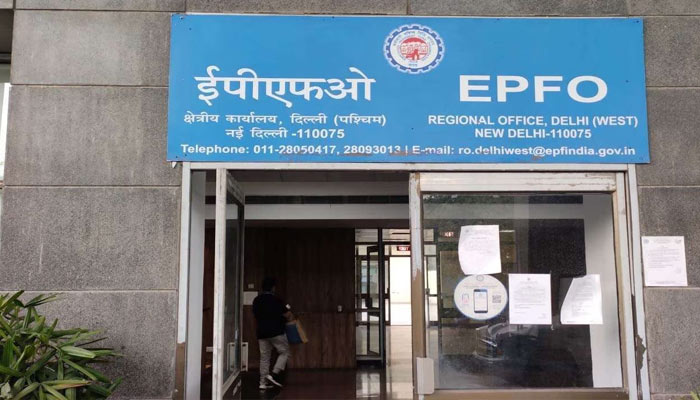 ईपीएफओ
क्षेत्रीय कार्यालय, दिल्ली (पश्चिम)
नई दिल्ली -110075
EPFO
REGIONAL OFFICE, DELHI (WEST)
NEW DELHI-110075
Telephone: 011-28050417, 28093013 | E-mail: ro.delhiwest@epfindia.gov.in